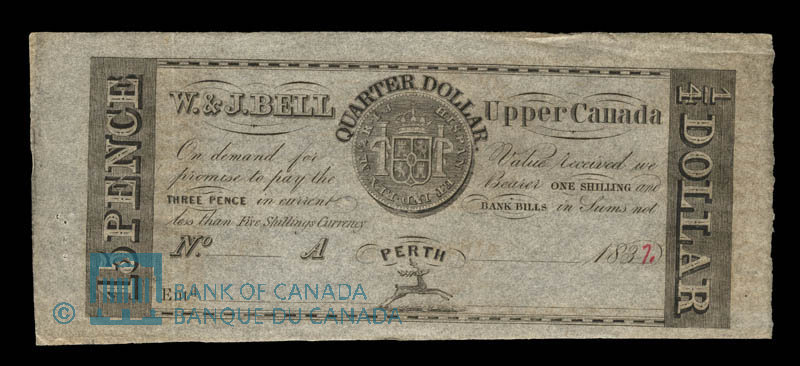 QUARTER DOLLAR
W. & J. BELL Upper Canada
On demand for Value received we
promise to pay the Bearer ONE SHILLING and
THREE PENCE in current BANK BILLS in Sums not
less than Five Shillings Currency
No. A PERTH 1837.
Entd
15 PENCE
1/4 DOLLAR
© BANK OF CANADA
BANQUE DU CANADA